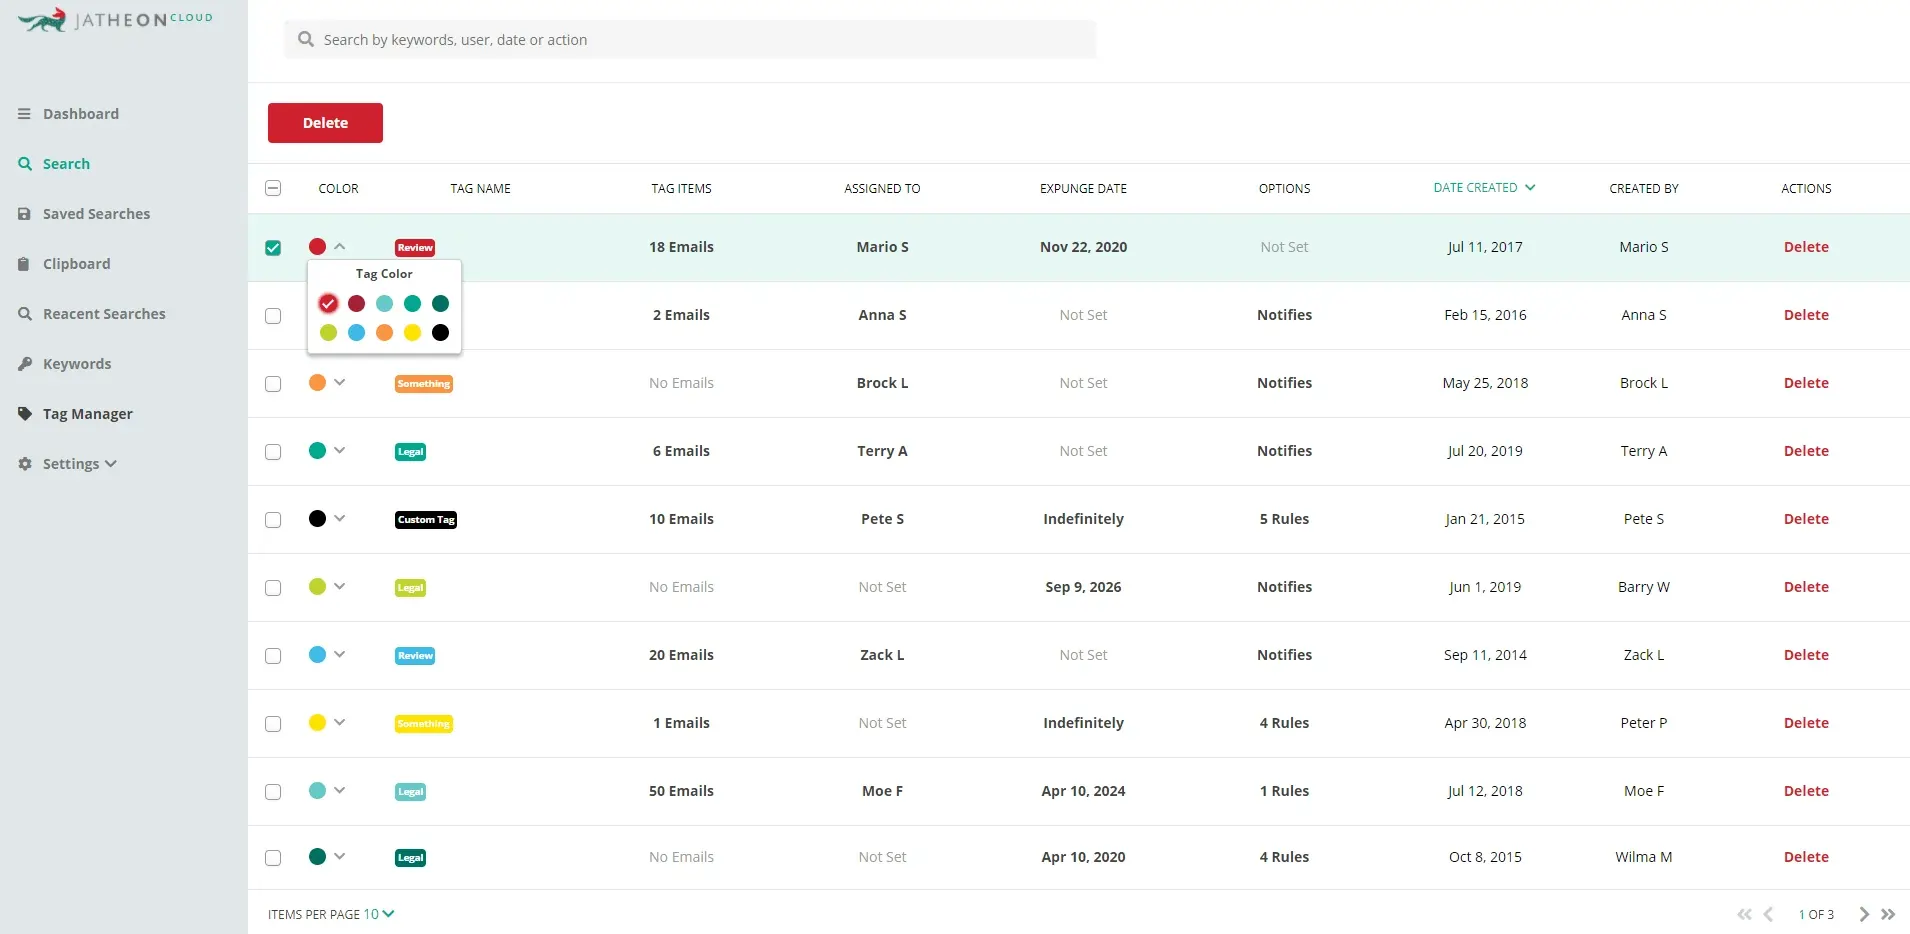 JATHEON CLOUD
Search by keywords, user, date or action
Dashboard
Search
Saved Searches
Clipboard
Reacent Searches
Keywords
Tag Manager
Settings
Delete
COLOR TAG NAME TAG ITEMS ASSIGNED TO EXPUNGE DATE OPTIONS DATE CREATED CREATED BY ACTIONS
Review 18 Emails Mario S Nov 22, 2020 Not Set Jul 11, 2017 Mario S Delete
Tag Color
2 Emails Anna S Not Set Notifies Feb 15, 2016 Anna S Delete
Something No Emails Brock L Not Set Notifies May 25, 2018 Brock L Delete
Legal 6 Emails Terry A Not Set Notifies Jul 20, 2019 Terry A Delete
Custom Tag 10 Emails Pete S Indefinitely 5 Rules Jan 21, 2015 Pete S Delete
Legal No Emails Not Set Sep 9, 2026 Notifies Jun 1, 2019 Barry W Delete
Review 20 Emails Zack L Not Set Notifies Sep 11, 2014 Zack L Delete
Something 1 Emails Not Set Indefinitely 4 Rules Apr 30, 2018 Peter P Delete
Legal 50 Emails Moe F Apr 10, 2024 1 Rules Jul 12, 2018 Moe F Delete
Legal No Emails Not Set Apr 10, 2020 4 Rules Oct 8, 2015 Wilma M Delete
ITEMS PER PAGE 10
1 OF 3